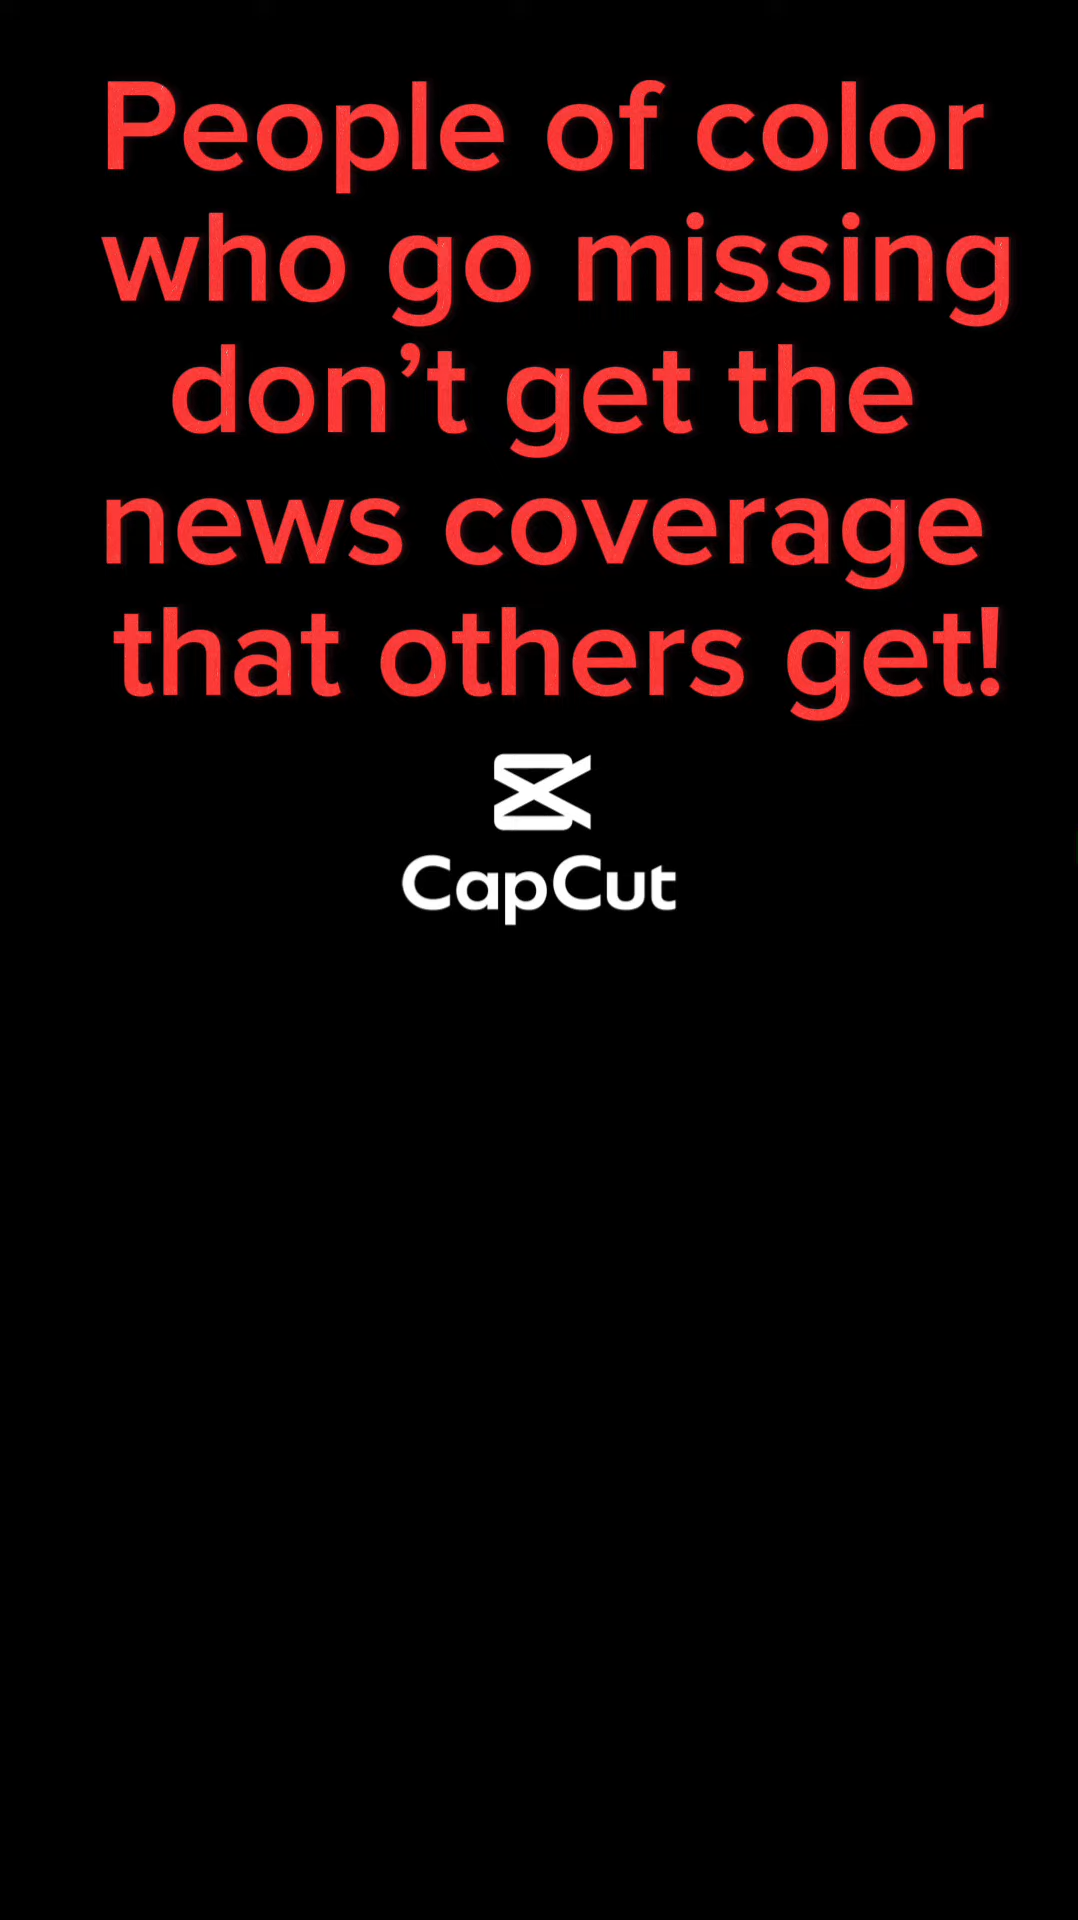 People of color
who go missing
don’t get the
news coverage
that others get!
CapCut